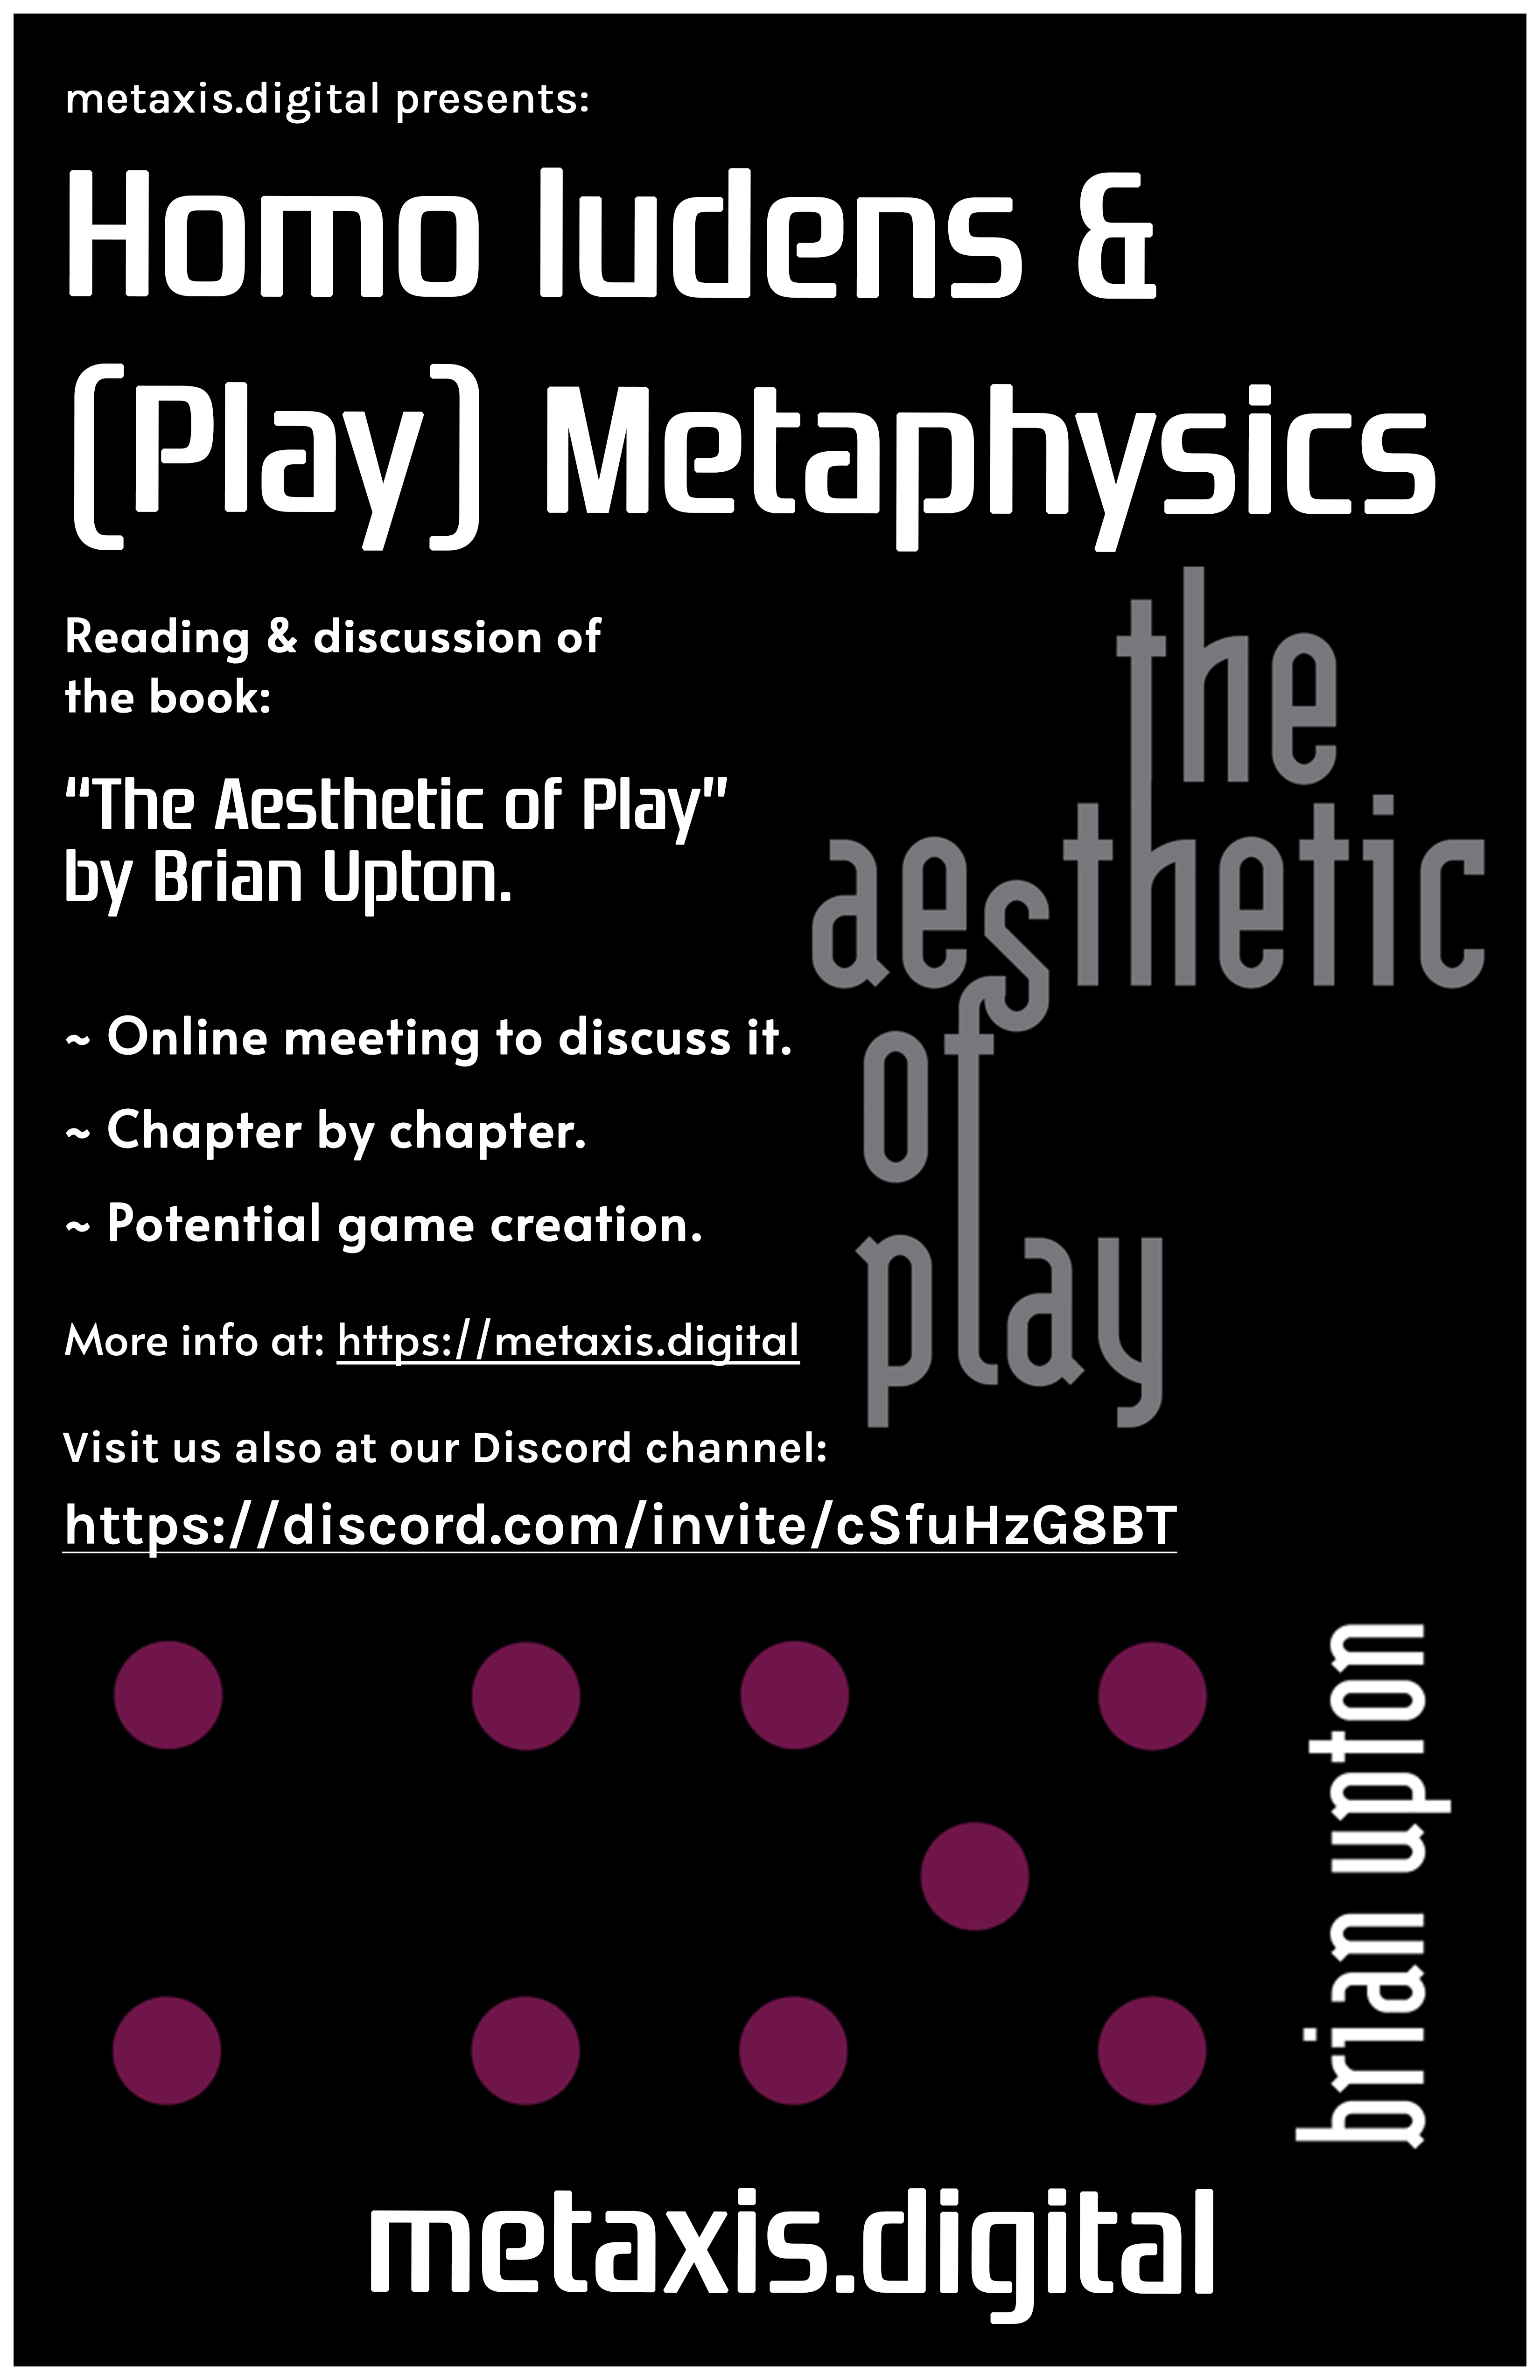 metaxis.digital presents:
Homo ludens &
(Play) Metaphysics
Reading & discussion of
the book:
"The Aesthetic of Play"
by Brian Upton.
~ Online meeting to discuss it.
~ Chapter by chapter.
~ Potential game creation.
More info at: https://metaxis.digital
Visit us also at our Discord channel:
https://discord.com/invite/cSfuHzG8BT
the
aesthetic
of
play
brian upton
metaxis.digital